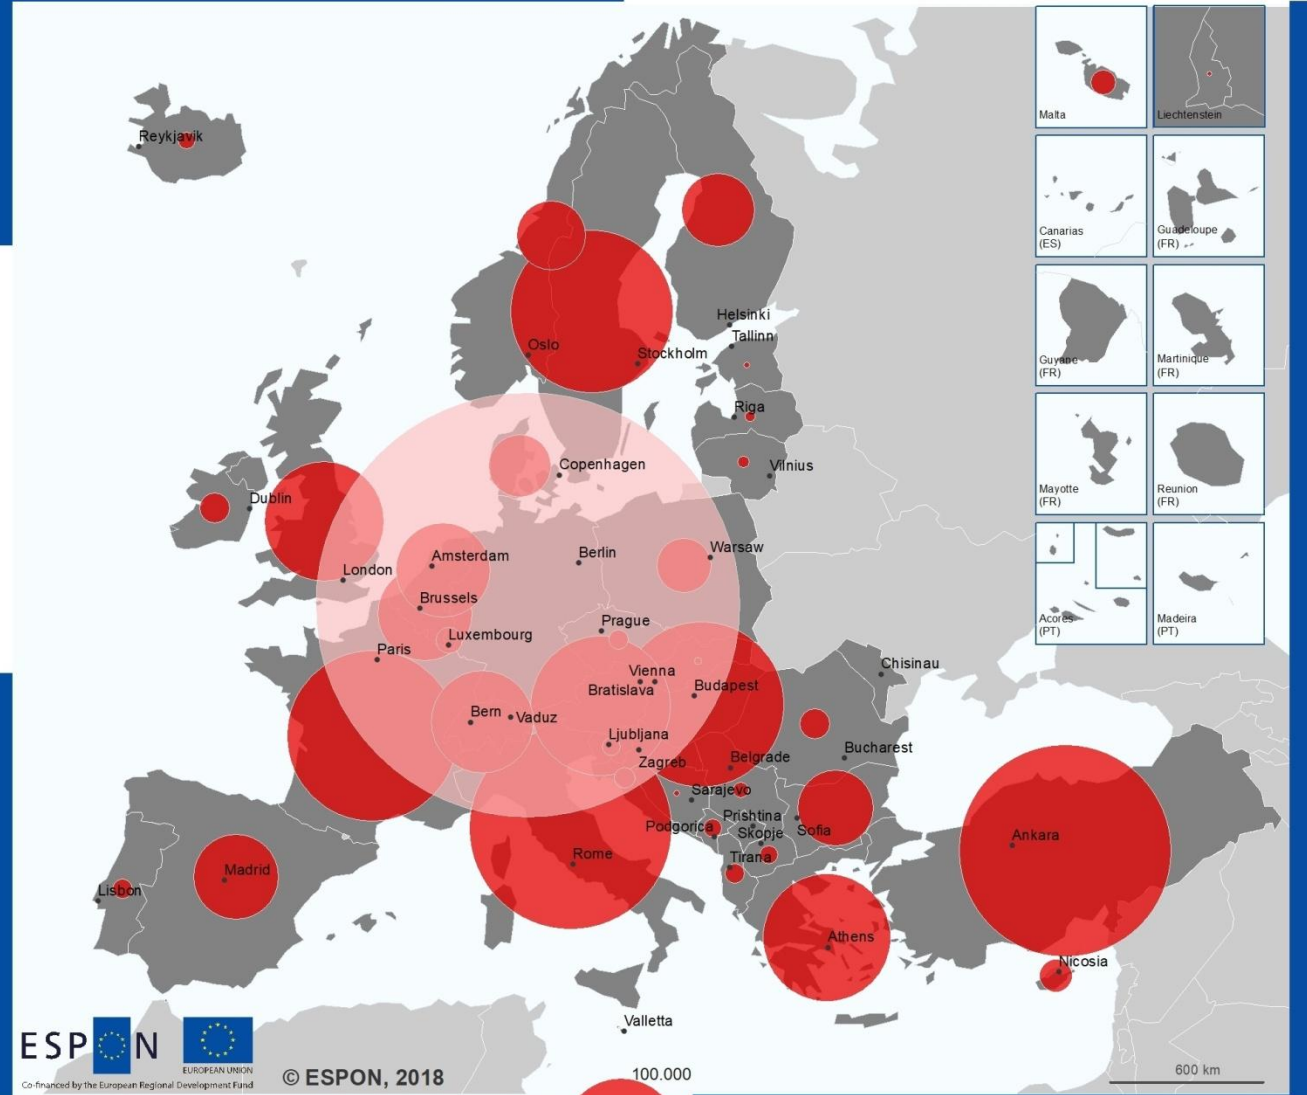 Reykjavik
Malta
Liechtenstein
Canarias
(ES)
Guadeloupe
(FR)
Guyane
(FR)
Martinique
(FR)
Mayotte
(FR)
Reunion
(FR)
Acores
(PT)
Madeira
(PT)
Helsinki
Tallinn
Oslo
Stockholm
Riga
Vilnius
Copenhagen
Dublin
London
Amsterdam
Berlin
Warsaw
Brussels
Luxembourg
Prague
Paris
Vienna
Bratislava
Budapest
Chisinau
Bern
Vaduz
Ljubljana
Zagreb
Belgrade
Bucharest
Sarajevo
Prishtina
Podgorica
Skopje
Sofia
Tirana
Rome
Madrid
Lisbon
Athens
Ankara
Nicosia
Valletta
ESPON
EUROPEAN UNION
Co-financed by the European Regional Development Fund
© ESPON, 2018
100.000
600 km